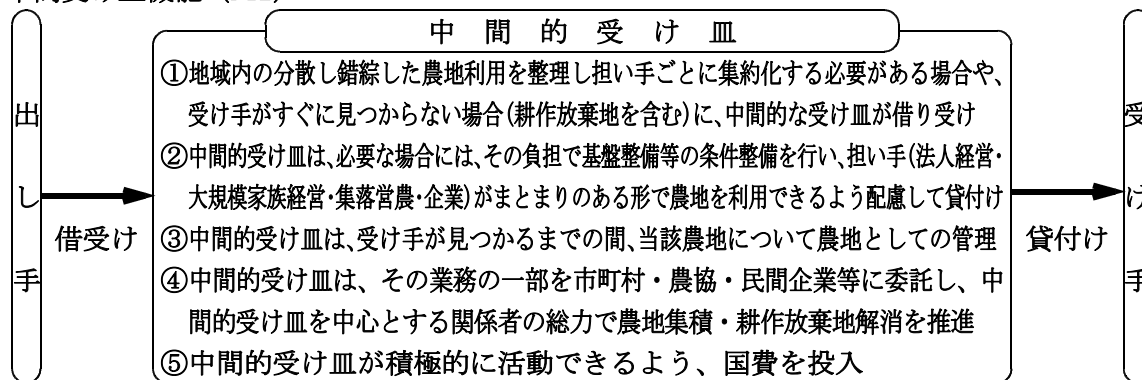 中間的受け皿
出し手
①地域内の分散し錯綜した農地利用を整理し担い手ごとに集約化する必要がある場合や、
受け手がすぐに見つからない場合(耕作放棄地を含む)に、中間的な受け皿が借り受け
②中間的受け皿は、必要な場合には、その負担で基盤整備等の条件整備を行い、担い手(法人経営・
大規模家族経営・集落営農・企業)がまとまりのある形で農地を利用できるよう配慮して貸付け
借受け
③中間的受け皿は、受け手が見つかるまでの間、当該農地について農地としての管理
貸付け
④中間的受け皿は、その業務の一部を市町村・農協・民間企業等に委託し、中
間的受け皿を中心とする関係者の総力で農地集積・耕作放棄地解消を推進
⑤中間的受け皿が積極的に活動できるよう、国費を投入
受け手